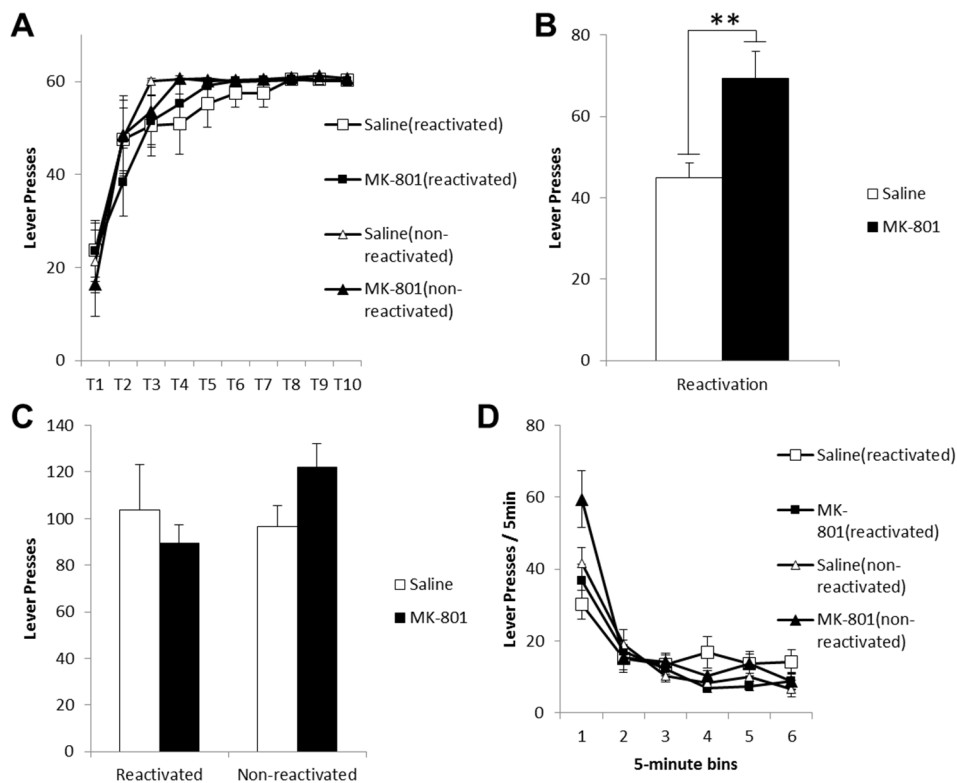 A
Lever Presses
60
40
20
0
T1 T2 T3 T4 T5 T6 T7 T8 T9 T10
Saline(reactivated)
MK-801(reactivated)
Saline(non-
reactivated)
MK-801(non-
reactivated)
B
**
Lever Presses
80
60
40
20
0
Reactivation
Saline
MK-801
C
Lever Presses
140
120
100
80
60
40
20
0
Reactivated Non-reactivated
Saline
MK-801
D
Lever Presses / 5min
80
60
40
20
0
1 2 3 4 5 6
5-minute bins
Saline(reactivated)
MK-
801(reactivated)
Saline(non-
reactivated)
MK-801(non-
reactivated)